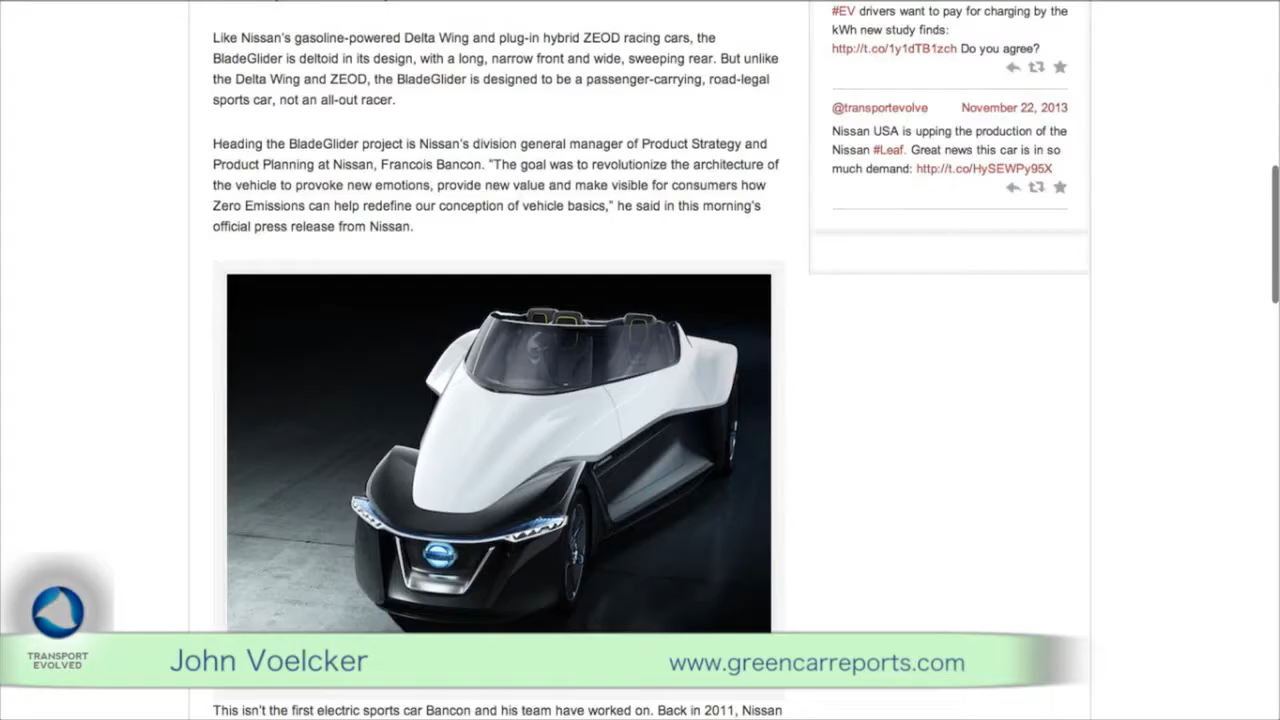 Like Nissan's gasoline-powered Delta Wing and plug-in hybrid ZEOD racing cars, the
BladeGlider is deltoid in its design, with a long, narrow front and wide, sweeping rear. But unlike
the Delta Wing and ZEOD, the BladeGlider is designed to be a passenger-carrying, road-legal
sports car, not an all-out racer.
Heading the BladeGlider project is Nissan's division general manager of Product Strategy and
Product Planning at Nissan, Francois Bancon. "The goal was to revolutionize the architecture of
the vehicle to provoke new emotions, provide new value and make visible for consumers how
Zero Emissions can help redefine our conception of vehicle basics," he said in this morning's
official press release from Nissan.
This isn't the first electric sports car Bancon and his team have worked on. Back in 2011, Nissan
#EV drivers want to pay for charging by the
kWh new study finds:
http://t.co/1y1dTB1zch Do you agree?
@transportevolve November 22, 2013
Nissan USA is upping the production of the
Nissan #Leaf. Great news this car is in so
much demand: http://t.co/HySEWPy95X
TRANSPORT
EVOLVED
John Voelcker
www.greencarreports.com